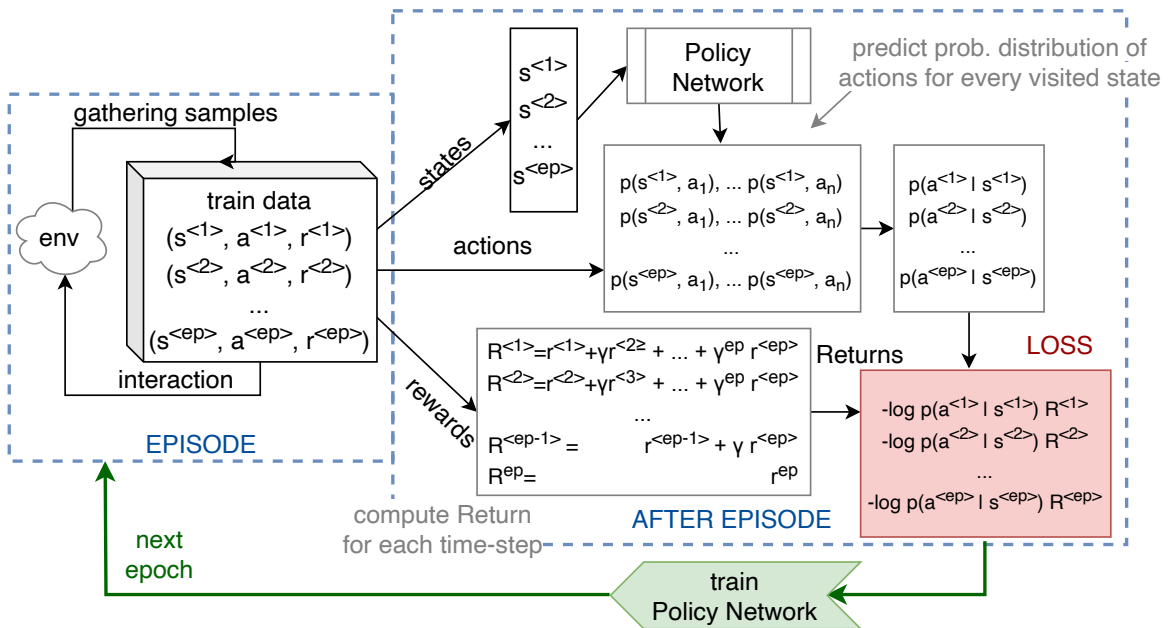 gathering samples
env
train data
(s<1>, a<1>, r<1>)
(s<2>, a<2>, r<2>)
...
(s<ep>, a<ep>, r<ep>)
interaction
EPISODE
states
actions
rewards
s<1>
s<2>
...
s<ep>
Policy
Network
predict prob. distribution of
actions for every visited state
p(s<1>, a1), ... p(s<1>, an)
p(s<2>, a1), ... p(s<2>, an)
...
p(s<ep>, a1), ... p(s<ep>, an)
p(a<1> | s<1>)
p(a<2> | s<2>)
...
p(a<ep> | s<ep>)
R<1>=r<1>+γr<2≥ + ... + γep r<ep>
R<2>=r<2>+γr<3> + ... + γep r<ep>
...
R<ep-1> = r<ep-1> + γ r<ep>
Rep= rep
Returns
LOSS
-log p(a<1> | s<1>) R<1>
-log p(a<2> | s<2>) R<2>
...
-log p(a<ep> | s<ep>) R<ep>
compute Return
for each time-step
AFTER EPISODE
next
epoch
train
Policy Network